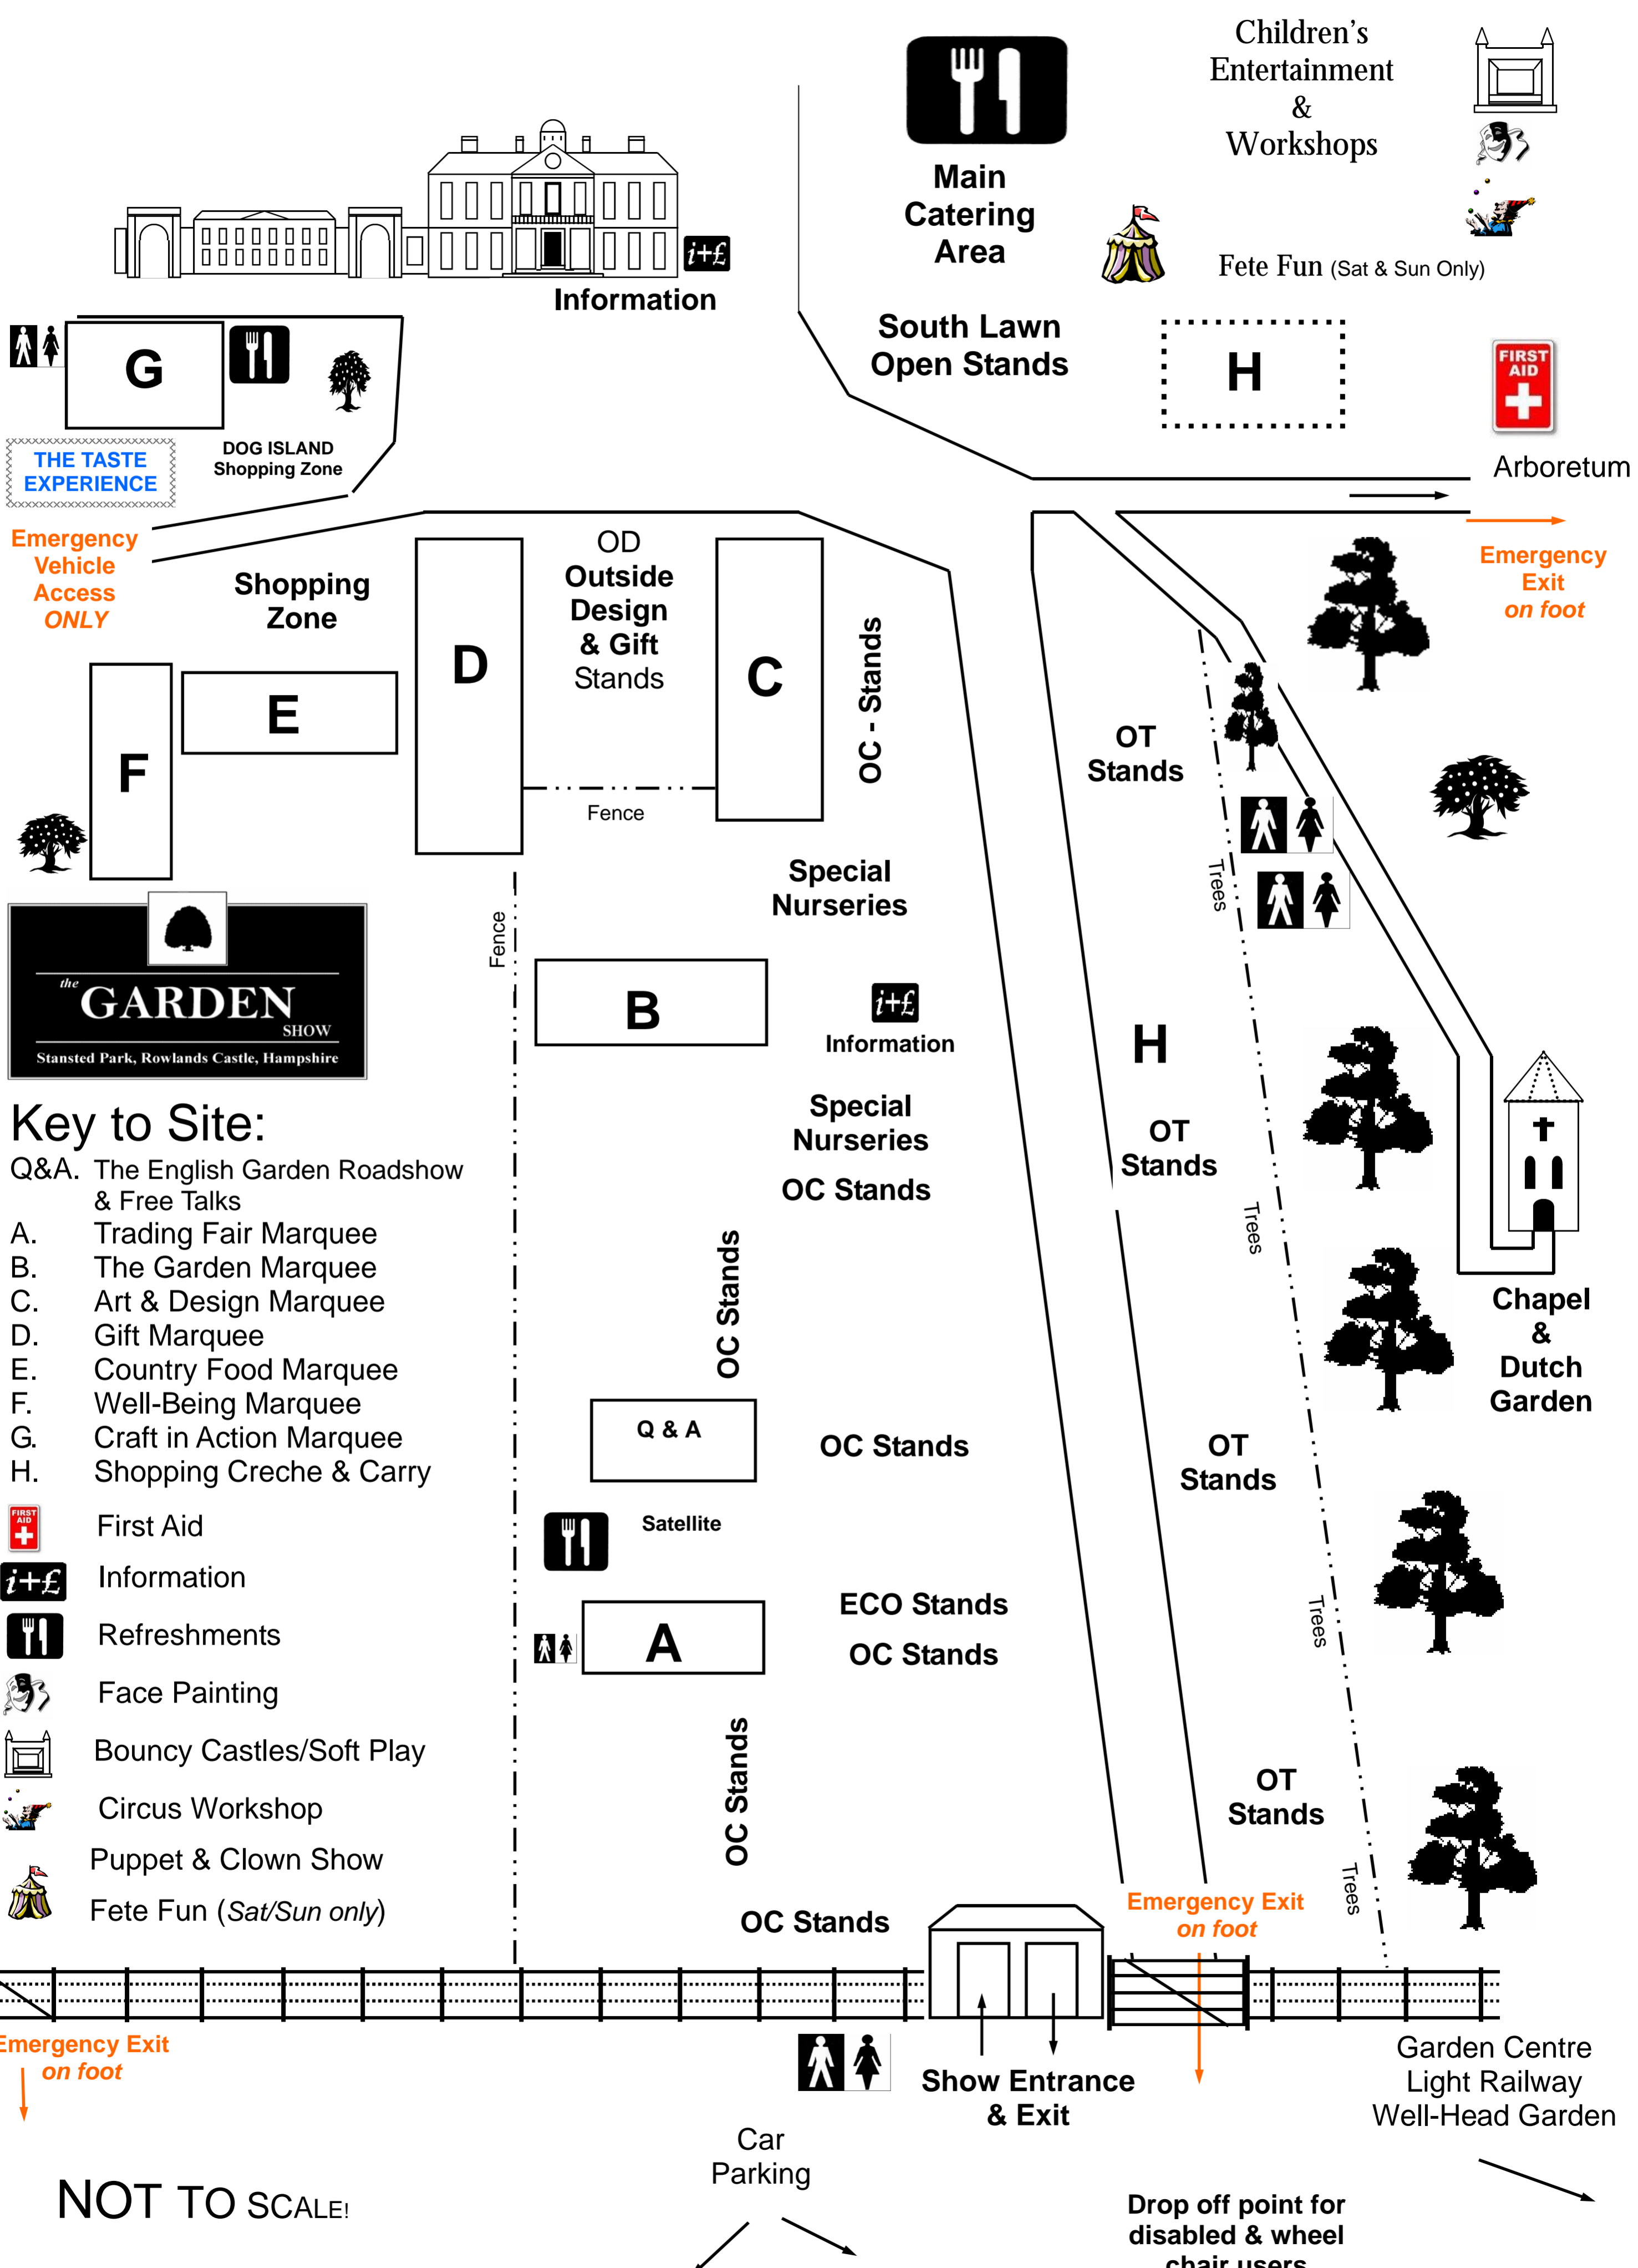 Children's
Entertainment
&
Workshops
Main
Catering
Area
Fete Fun (Sat & Sun Only)
i+£
Information
South Lawn
Open Stands
H
FIRST
AID
Arboretum
G
THE TASTE
EXPERIENCE
DOG ISLAND
Shopping Zone
Emergency
Vehicle
Access
ONLY
Shopping
Zone
OD
Outside
Design
& Gift
Stands
Emergency
Exit
on foot
D
C
OC - Stands
E
F
Fence
OT
Stands
Trees
Special
Nurseries
Fence
the
GARDEN
SHOW
Stansted Park, Rowlands Castle, Hampshire
B
i+£
Information
H
Special
Nurseries
OC Stands
OT
Stands
Trees
Key to Site:
Q&A. The English Garden Roadshow
& Free Talks
A. Trading Fair Marquee
B. The Garden Marquee
C. Art & Design Marquee
D. Gift Marquee
E. Country Food Marquee
F. Well-Being Marquee
G. Craft in Action Marquee
H. Shopping Creche & Carry
FIRST
AID
First Aid
i+£ Information
Refreshments
Face Painting
Bouncy Castles/Soft Play
Circus Workshop
Puppet & Clown Show
Fete Fun (Sat/Sun only)
OC Stands
Chapel
&
Dutch
Garden
Q & A
OC Stands
OT
Stands
Satellite
ECO Stands
A
OC Stands
Trees
OC Stands
OT
Stands
Trees
OC Stands
Emergency Exit
on foot
Emergency Exit
on foot
Show Entrance
& Exit
Garden Centre
Light Railway
Well-Head Garden
Car
Parking
NOT TO SCALE!
Drop off point for
disabled & wheel
chair users